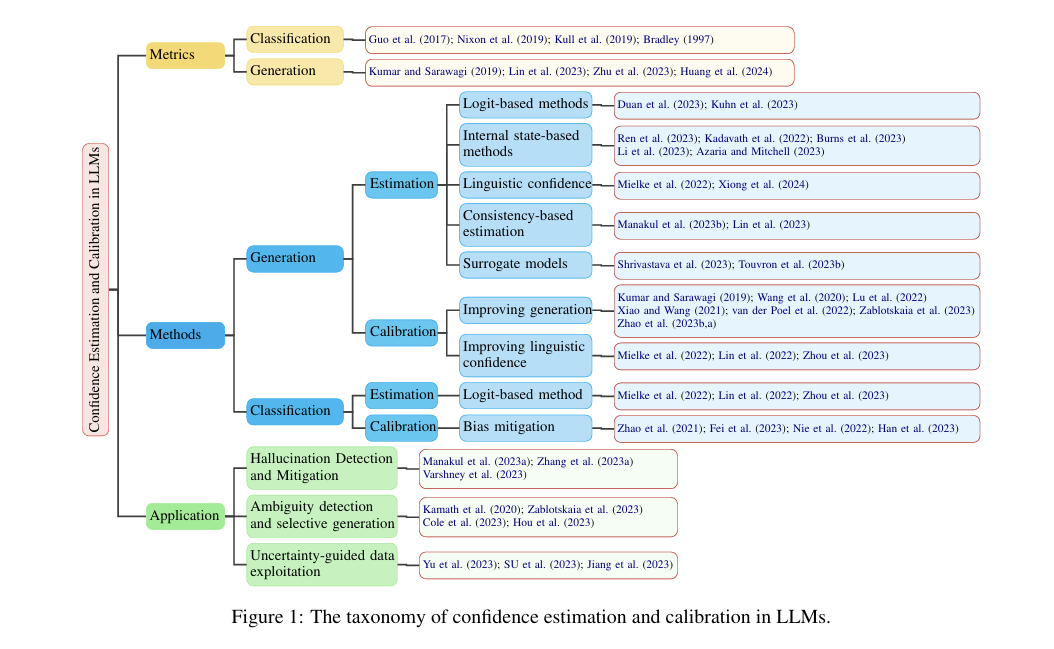 Confidence Estimation and Calibration in LLMs
Metrics
Classification
Guo et al. (2017); Nixon et al. (2019); Kull et al. (2019); Bradley (1997)
Generation
Kumar and Sarawagi (2019); Lin et al. (2023); Zhu et al. (2023); Huang et al. (2024)
Methods
Generation
Estimation
Logit-based methods
Duan et al. (2023); Kuhn et al. (2023)
Internal state-based
methods
Ren et al. (2023); Kadavath et al. (2022); Burns et al. (2023)
Li et al. (2023); Azaria and Mitchell (2023)
Linguistic confidence
Mielke et al. (2022); Xiong et al. (2024)
Consistency-based
estimation
Manakul et al. (2023b); Lin et al. (2023)
Surrogate models
Shrivastava et al. (2023); Touvron et al. (2023b)
Calibration
Improving generation
Kumar and Sarawagi (2019); Wang et al. (2020); Lu et al. (2022)
Xiao and Wang (2021); van der Poel et al. (2022); Zablotskaia et al. (2023)
Zhao et al. (2023b,a)
Improving linguistic
confidence
Mielke et al. (2022); Lin et al. (2022); Zhou et al. (2023)
Classification
Estimation
Logit-based method
Mielke et al. (2022); Lin et al. (2022); Zhou et al. (2023)
Calibration
Bias mitigation
Zhao et al. (2021); Fei et al. (2023); Nie et al. (2022); Han et al. (2023)
Application
Hallucination Detection
and Mitigation
Manakul et al. (2023a); Zhang et al. (2023a)
Varshney et al. (2023)
Ambiguity detection
and selective generation
Kamath et al. (2020); Zablotskaia et al. (2023)
Cole et al. (2023); Hou et al. (2023)
Uncertainty-guided data
exploitation
Yu et al. (2023); SU et al. (2023); Jiang et al. (2023)
Figure 1: The taxonomy of confidence estimation and calibration in LLMs.